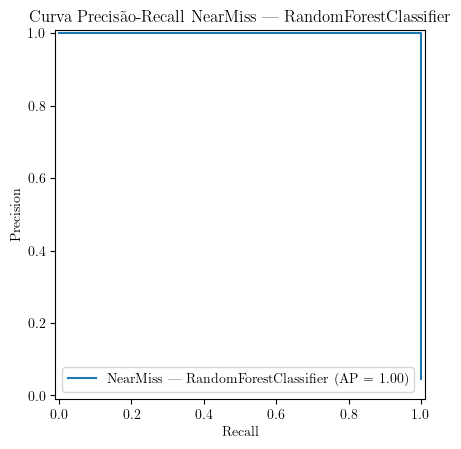 Curva Precisão-Recall NearMiss — RandomForestClassifier
1.0
0.8
0.6
0.4
0.2
0.0
Precision
NearMiss — RandomForestClassifier (AP = 1.00)
0.0 0.2 0.4 0.6 0.8 1.0
Recall